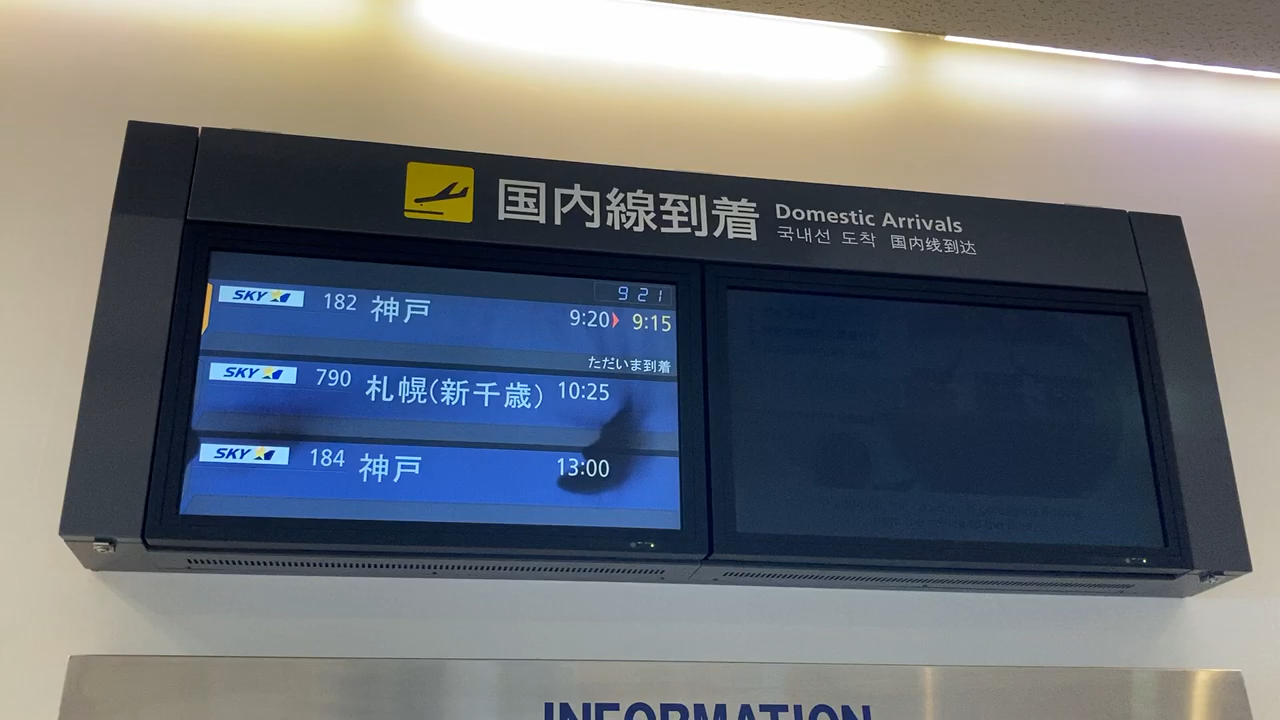 国内線到着 Domestic Arrivals
국내선 도착 国内线到达
9 21
SKY 182 神戸 9:20 9:15
ただいま到着
SKY 790 札幌(新千歳) 10:25
SKY 184 神戸 13:00
INFORMATION